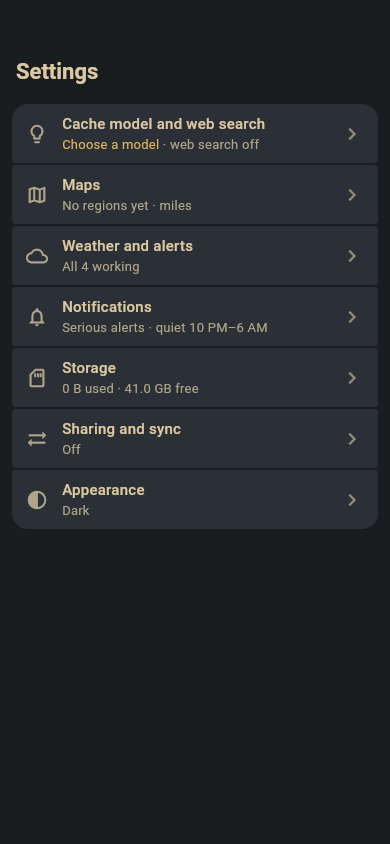 Settings
Cache model and web search
Choose a model · web search off
Maps
No regions yet · miles
Weather and alerts
All 4 working
Notifications
Serious alerts · quiet 10 PM–6 AM
Storage
0 B used · 41.0 GB free
Sharing and sync
Off
Appearance
Dark